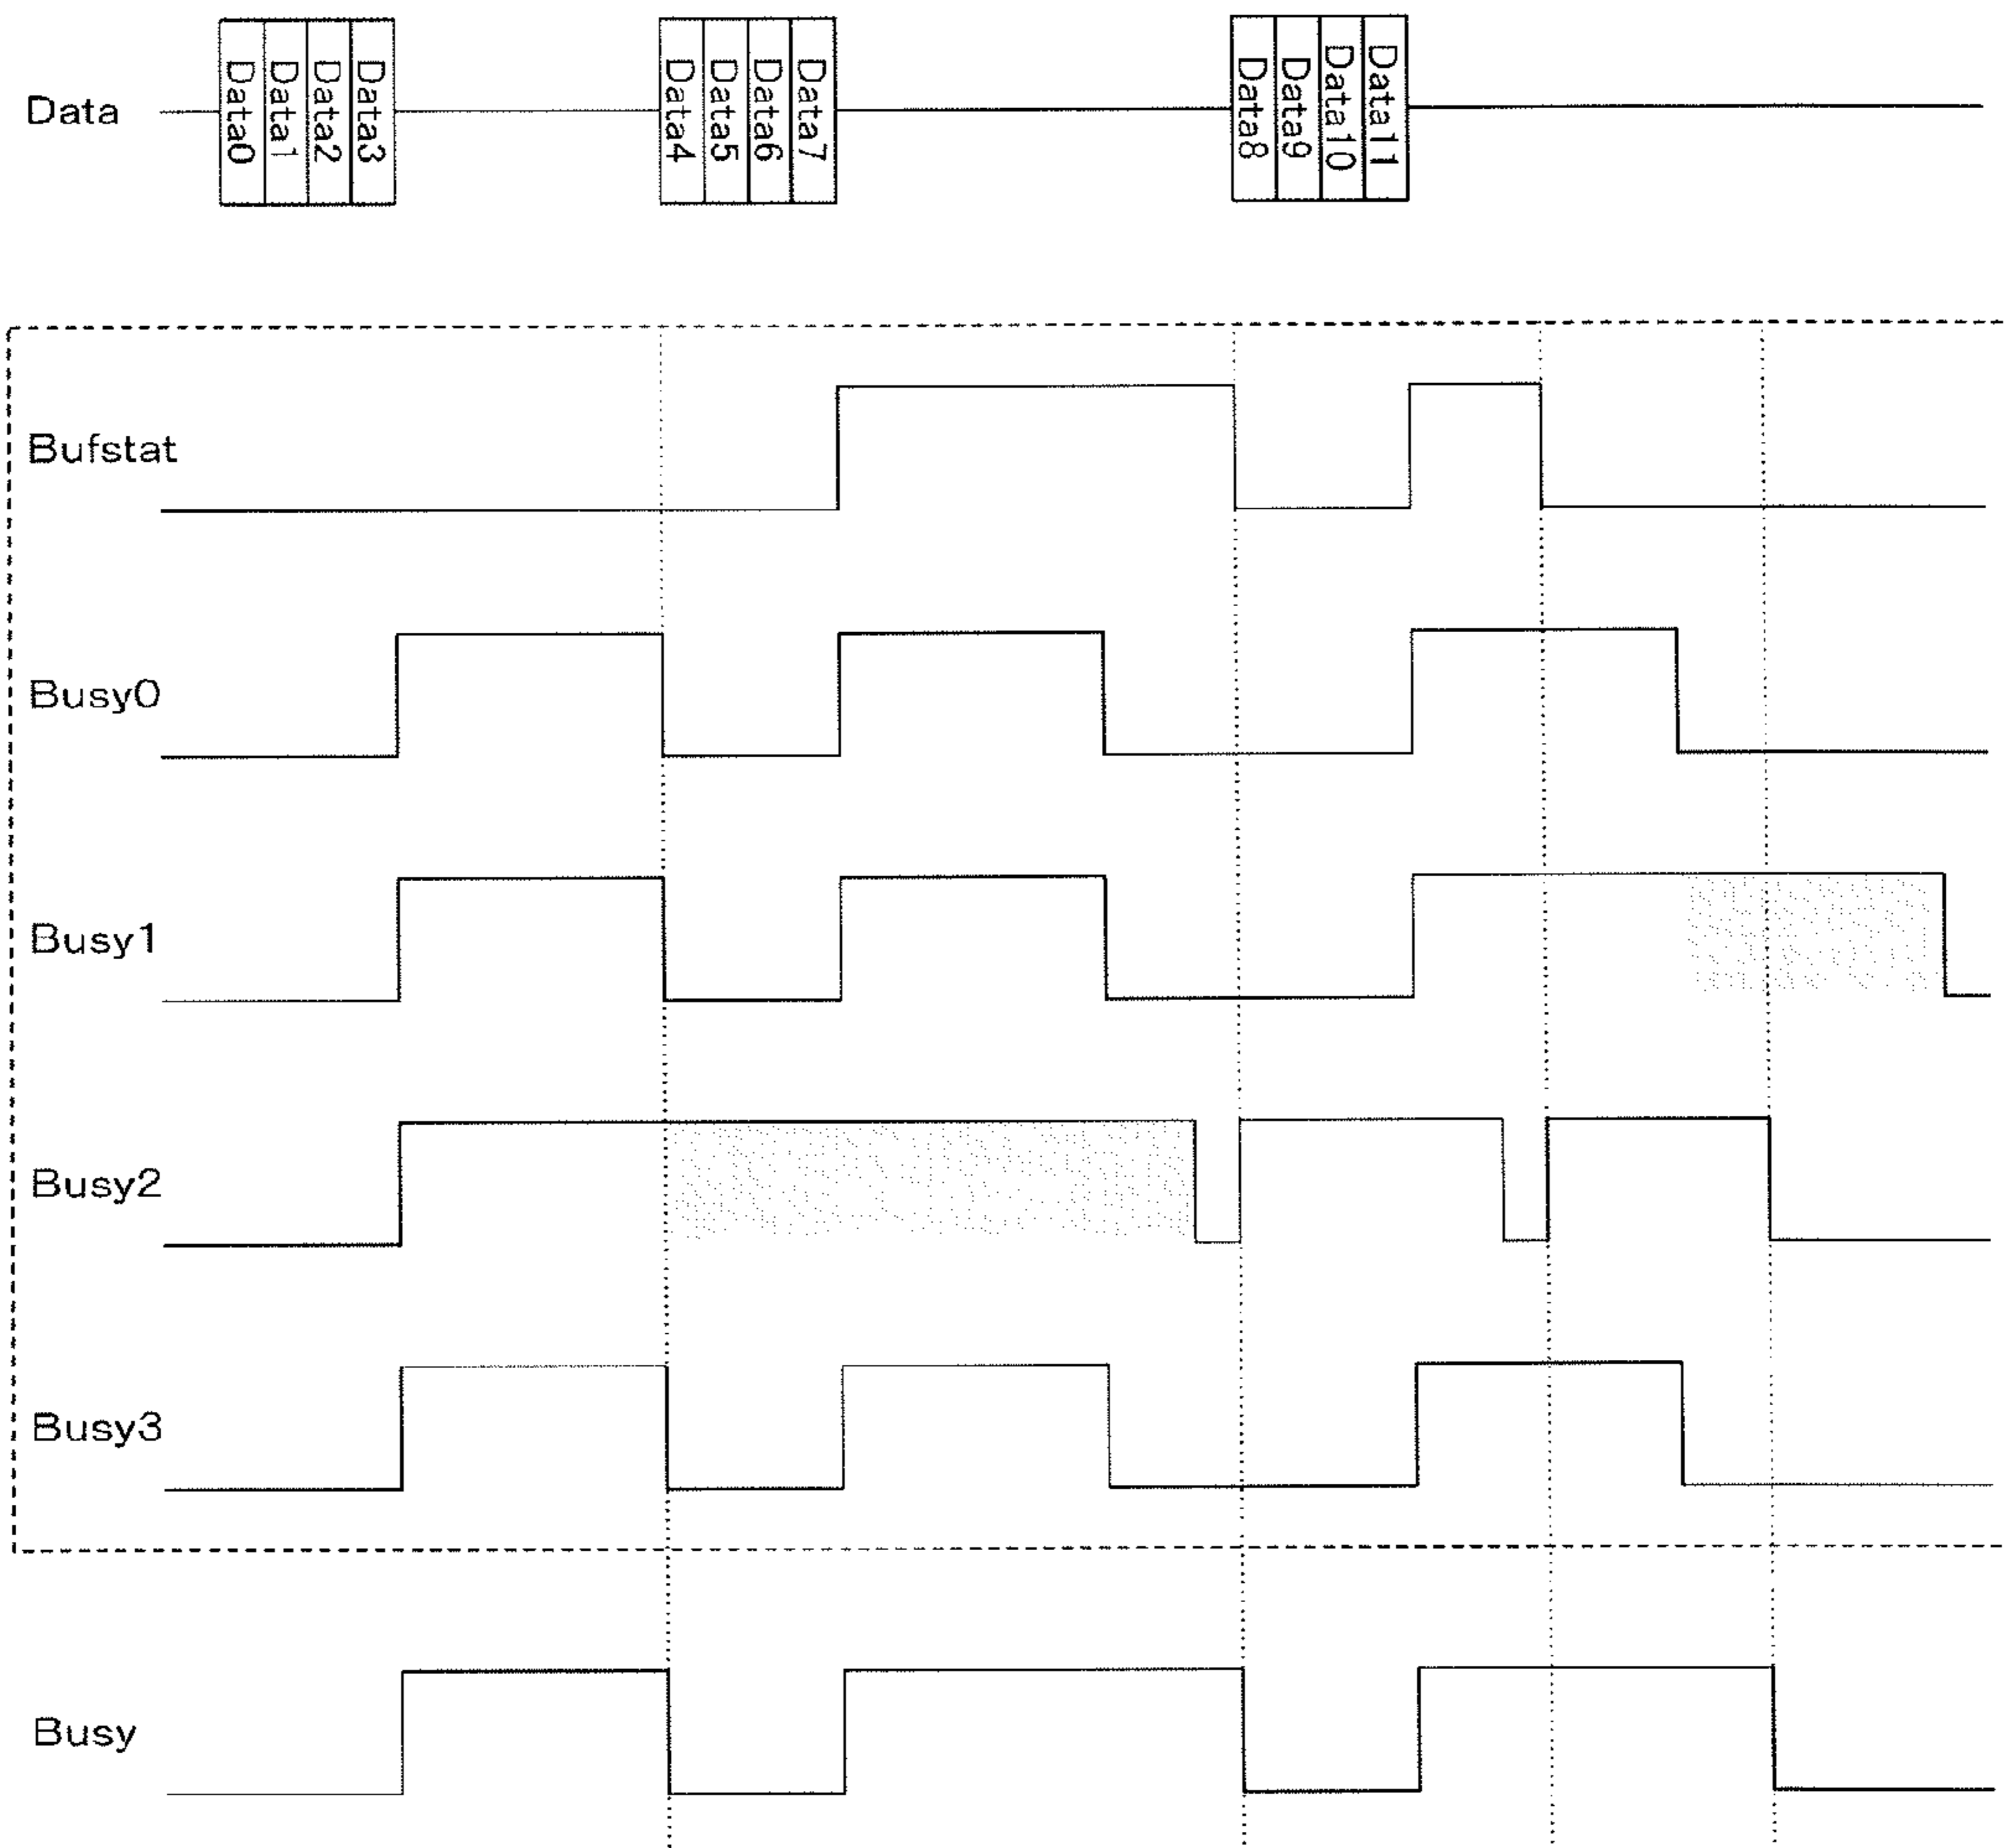 Data
Data0
Data1
Data2
Data3
Data4
Data5
Data6
Data7
Data8
Data9
Data10
Data11
Bufstat
Busy0
Busy1
Busy2
Busy3
Busy